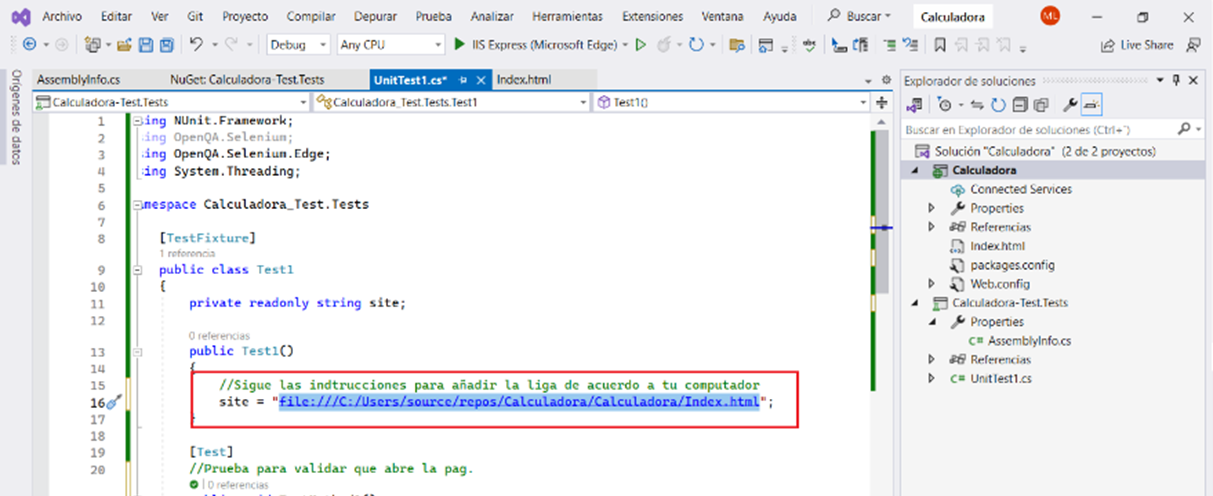 Archivo Editar Ver Git Proyecto Compilar Depurar Prueba Analizar Herramientas Extensiones Ventana Ayuda Buscar Calculadora ML
Debug Any CPU IIS Express (Microsoft Edge) Live Share
Orígenes de datos
AssemblyInfo.cs NuGet: Calculadora-Test.Tests UnitTest1.cs* Index.html
Calculadora-Test.Tests Calculadora_Test.Tests.Test1 Test1()
1 ing NUnit.Framework;
2 ing OpenQA.Selenium;
3 ing OpenQA.Selenium.Edge;
4 ing System.Threading;
5
6 mespace Calculadora_Test.Tests
7
8 [TestFixture]
1 referencia
9 public class Test1
10 {
11 private readonly string site;
12
0 referencias
13 public Test1()
14 {
15 //Sigue las indtrucciones para añadir la liga de acuerdo a tu computador
16 site = "file:///C:/Users/source/repos/Calculadora/Calculadora/Index.html";
17
18
19 [Test]
20 //Prueba para validar que abre la pag.
0 referencias
Explorador de soluciones
Buscar en Explorador de soluciones (Ctrl+´)
Solución "Calculadora" (2 de 2 proyectos)
Calculadora
Connected Services
Properties
Referencias
Index.html
packages.config
Web.config
Calculadora-Test.Tests
Properties
C# AssemblyInfo.cs
Referencias
C# UnitTest1.cs